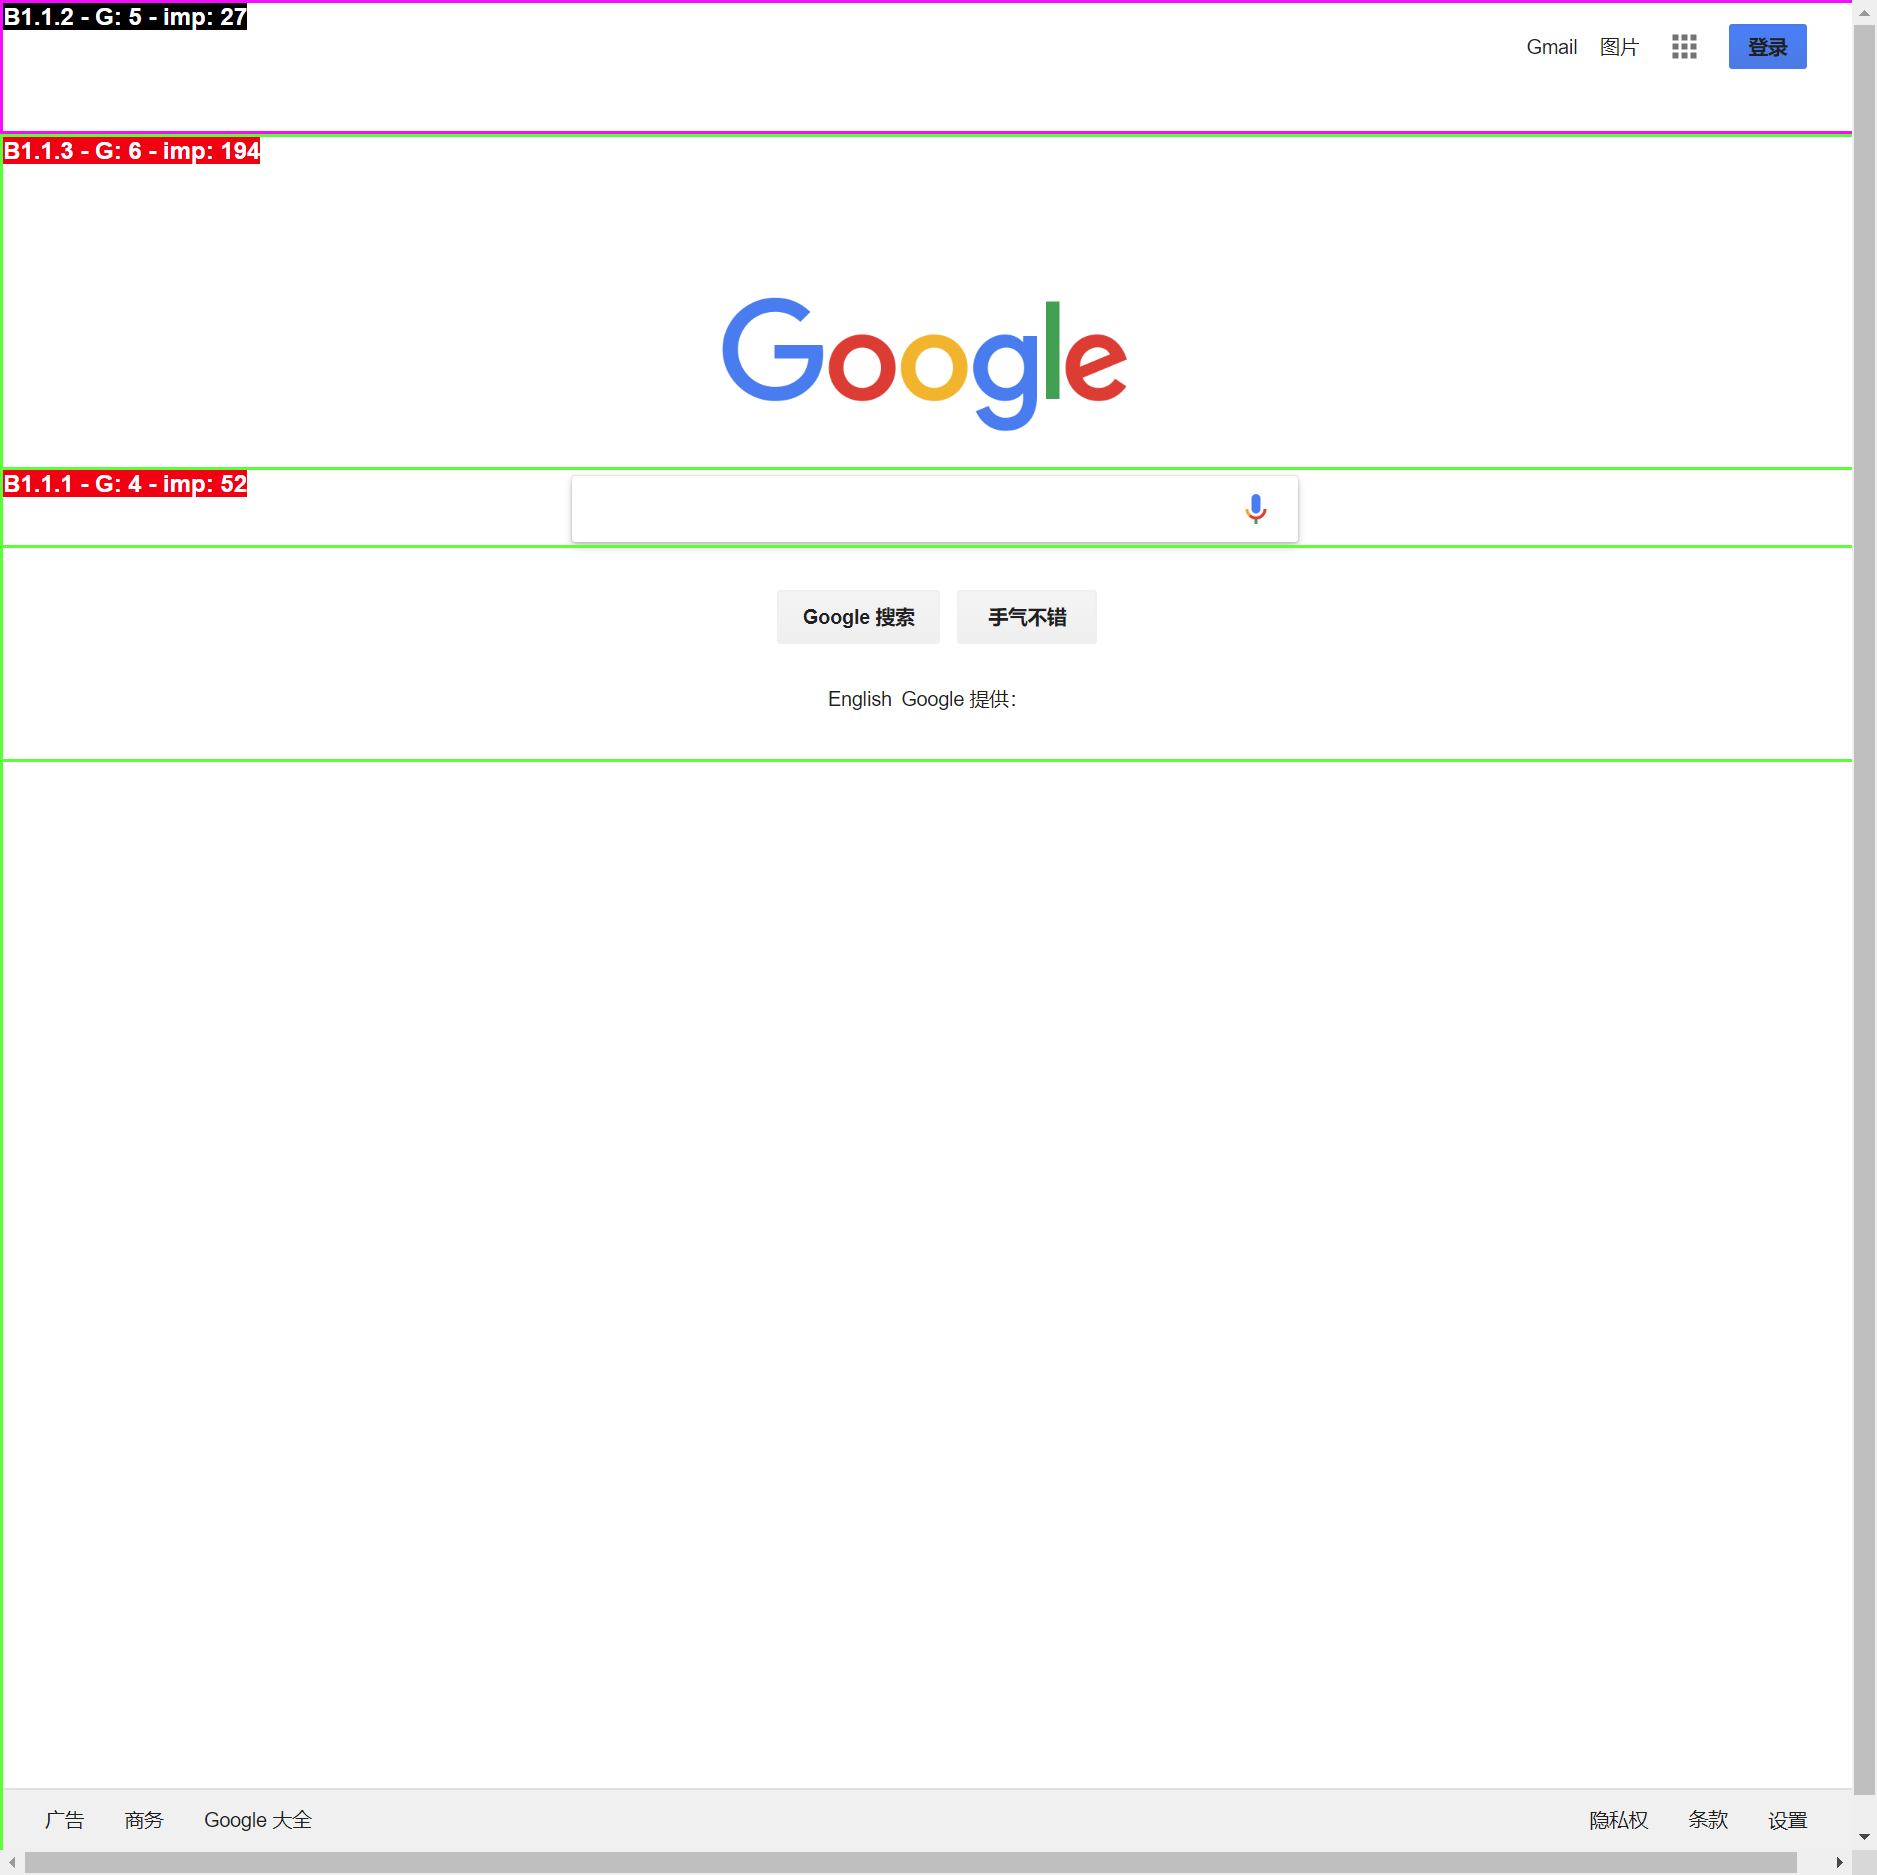 B1.1.2 - G: 5 - imp: 27
Gmail 图片 登录
B1.1.3 - G: 6 - imp: 194
Google
B1.1.1 - G: 4 - imp: 52
Google 搜索 手气不错
English Google 提供：
广告 商务 Google 大全 隐私权 条款 设置